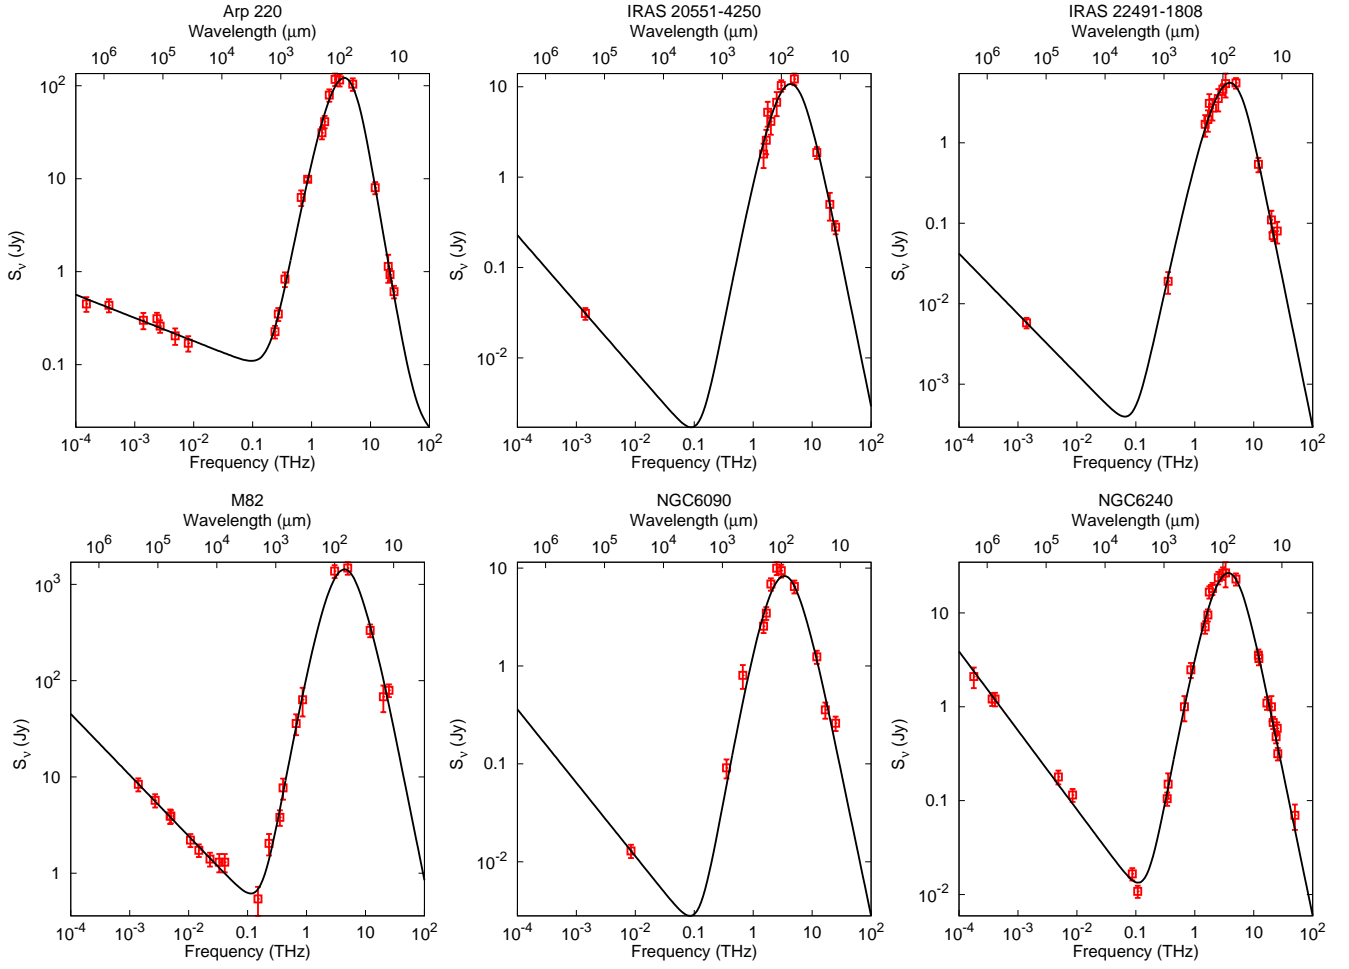 Arp 220
Wavelength (μm)
10^6 10^5 10^4 10^3 10^2 10
10^2
10
1
0.1
S_ν (Jy)
10^-4 10^-3 10^-2 0.1 1 10 10^2
Frequency (THz)
IRAS 20551-4250
Wavelength (μm)
10^6 10^5 10^4 10^3 10^2 10
10
1
0.1
10^-2
S_ν (Jy)
10^-4 10^-3 10^-2 0.1 1 10 10^2
Frequency (THz)
IRAS 22491-1808
Wavelength (μm)
10^6 10^5 10^4 10^3 10^2 10
1
0.1
10^-2
10^-3
S_ν (Jy)
10^-4 10^-3 10^-2 0.1 1 10 10^2
Frequency (THz)
M82
Wavelength (μm)
10^6 10^5 10^4 10^3 10^2 10
10^3
10^2
10
1
S_ν (Jy)
10^-4 10^-3 10^-2 0.1 1 10 10^2
Frequency (THz)
NGC6090
Wavelength (μm)
10^6 10^5 10^4 10^3 10^2 10
10
1
0.1
10^-2
S_ν (Jy)
10^-4 10^-3 10^-2 0.1 1 10 10^2
Frequency (THz)
NGC6240
Wavelength (μm)
10^6 10^5 10^4 10^3 10^2 10
10
1
0.1
10^-2
S_ν (Jy)
10^-4 10^-3 10^-2 0.1 1 10 10^2
Frequency (THz)